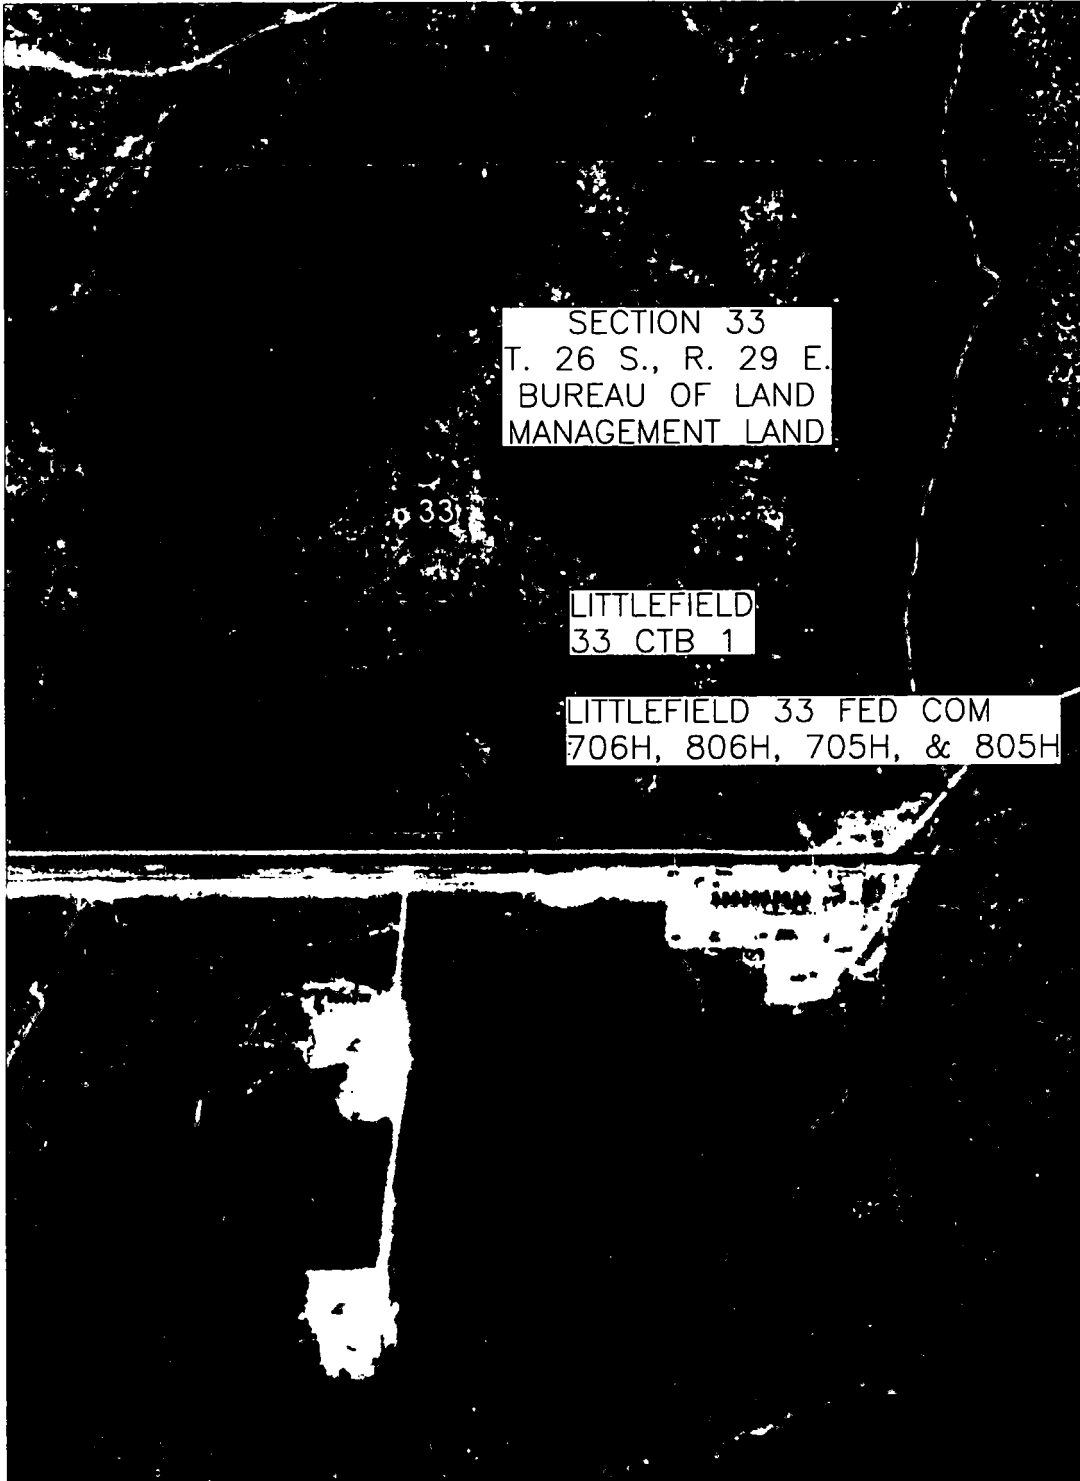 SECTION 33
T. 26 S., R. 29 E.
BUREAU OF LAND
MANAGEMENT LAND
33
LITTLEFIELD
33 CTB 1
LITTLEFIELD 33 FED COM
706H, 806H, 705H, & 805H